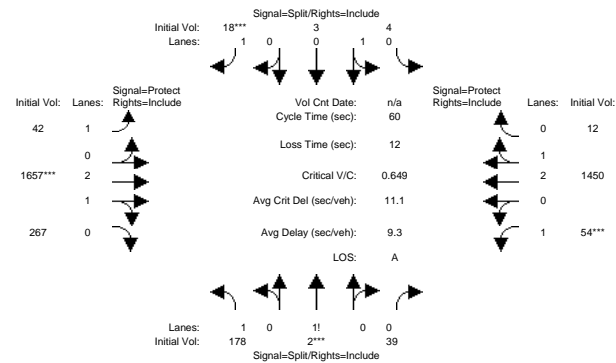 Signal=Split/Rights=Include
Initial Vol: 18*** 3 4
Lanes: 1 0 0 1 0
Signal=Protect Signal=Protect
Initial Vol: Lanes: Rights=Include Vol Cnt Date: n/a Rights=Include Lanes: Initial Vol:
Cycle Time (sec): 60
42 1 0 12
Loss Time (sec): 12
0 1
1657*** 2 Critical V/C: 0.649 2 1450
1 Avg Crit Del (sec/veh): 11.1 0
267 0 Avg Delay (sec/veh): 9.3 1 54***
LOS: A
Lanes: 1 0 1! 0 0
Initial Vol: 178 2*** 39
Signal=Split/Rights=Include